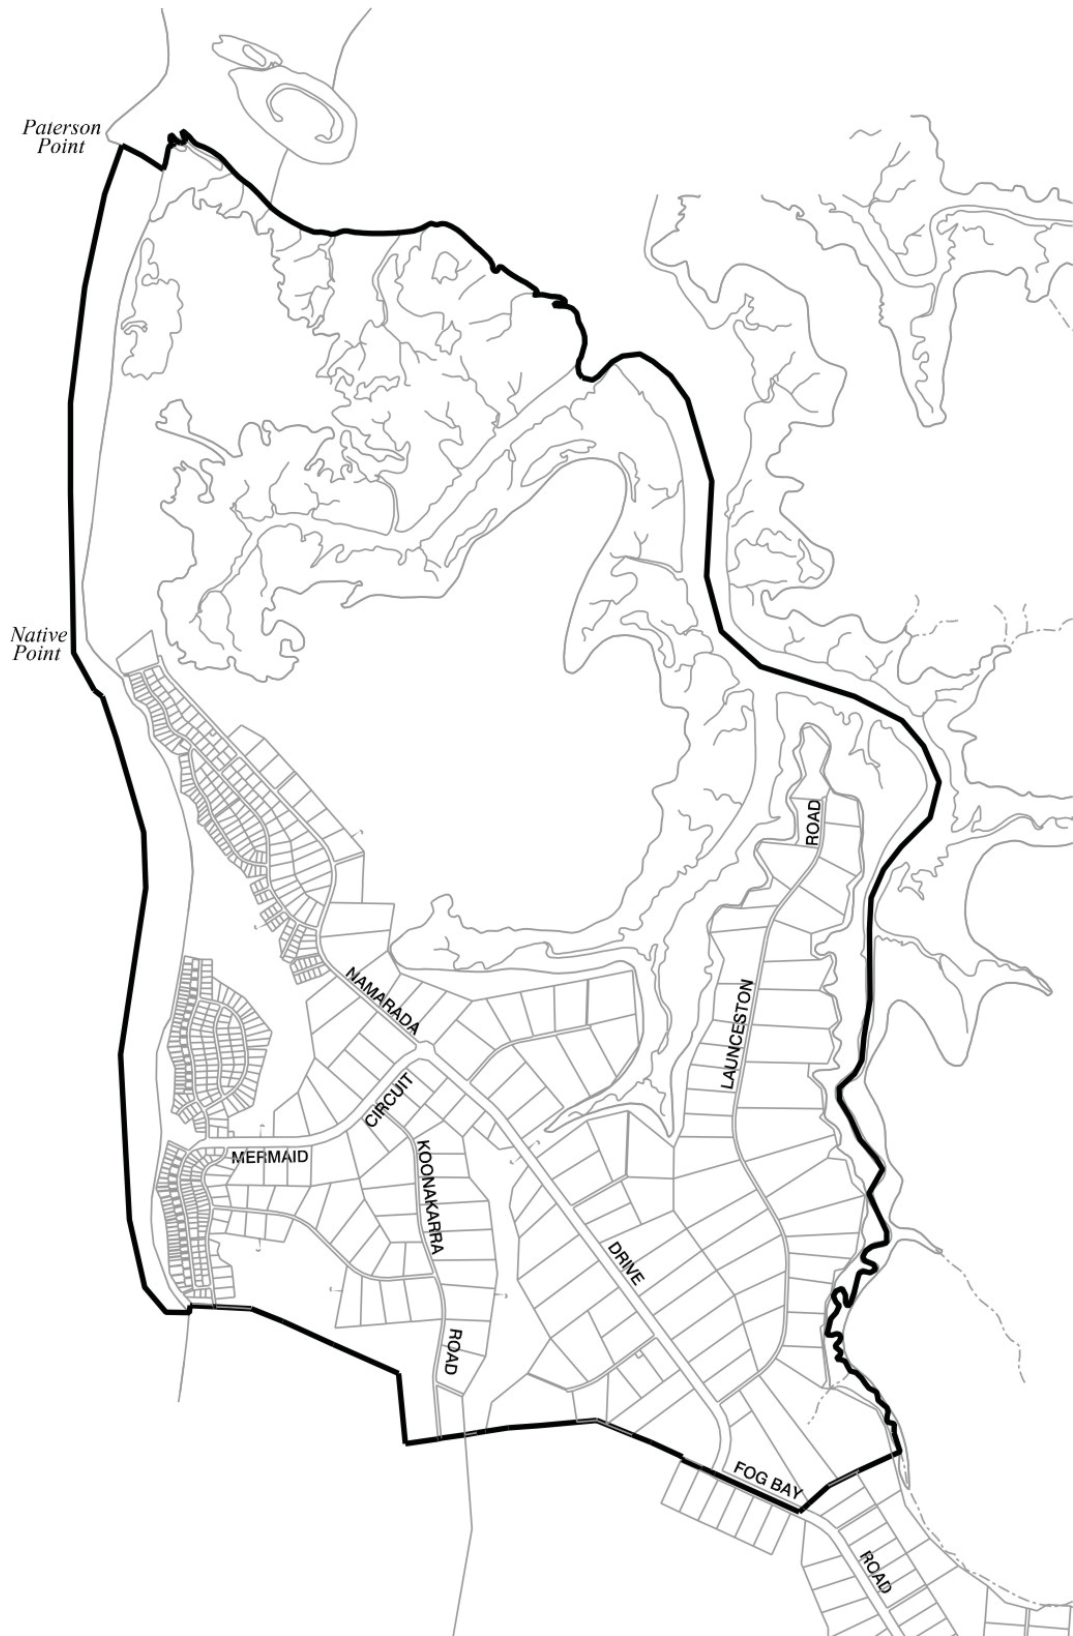 Paterson
Point
Native
Point
ROAD
LAUNCESTON
NAMARADA
CIRCUIT
MERMAID
KOONAKARRA
DRIVE
ROAD
FOG BAY
ROAD